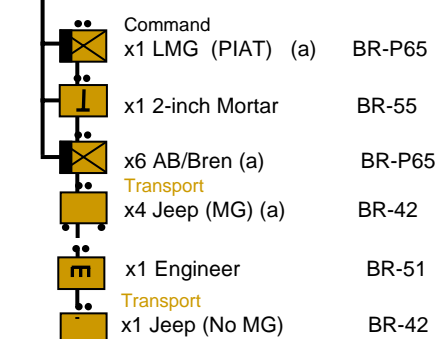 Command
x1 LMG (PIAT) (a) BR-P65
x1 2-inch Mortar BR-55
x6 AB/Bren (a) BR-P65
Transport
x4 Jeep (MG) (a) BR-42
x1 Engineer BR-51
Transport
x1 Jeep (No MG) BR-42